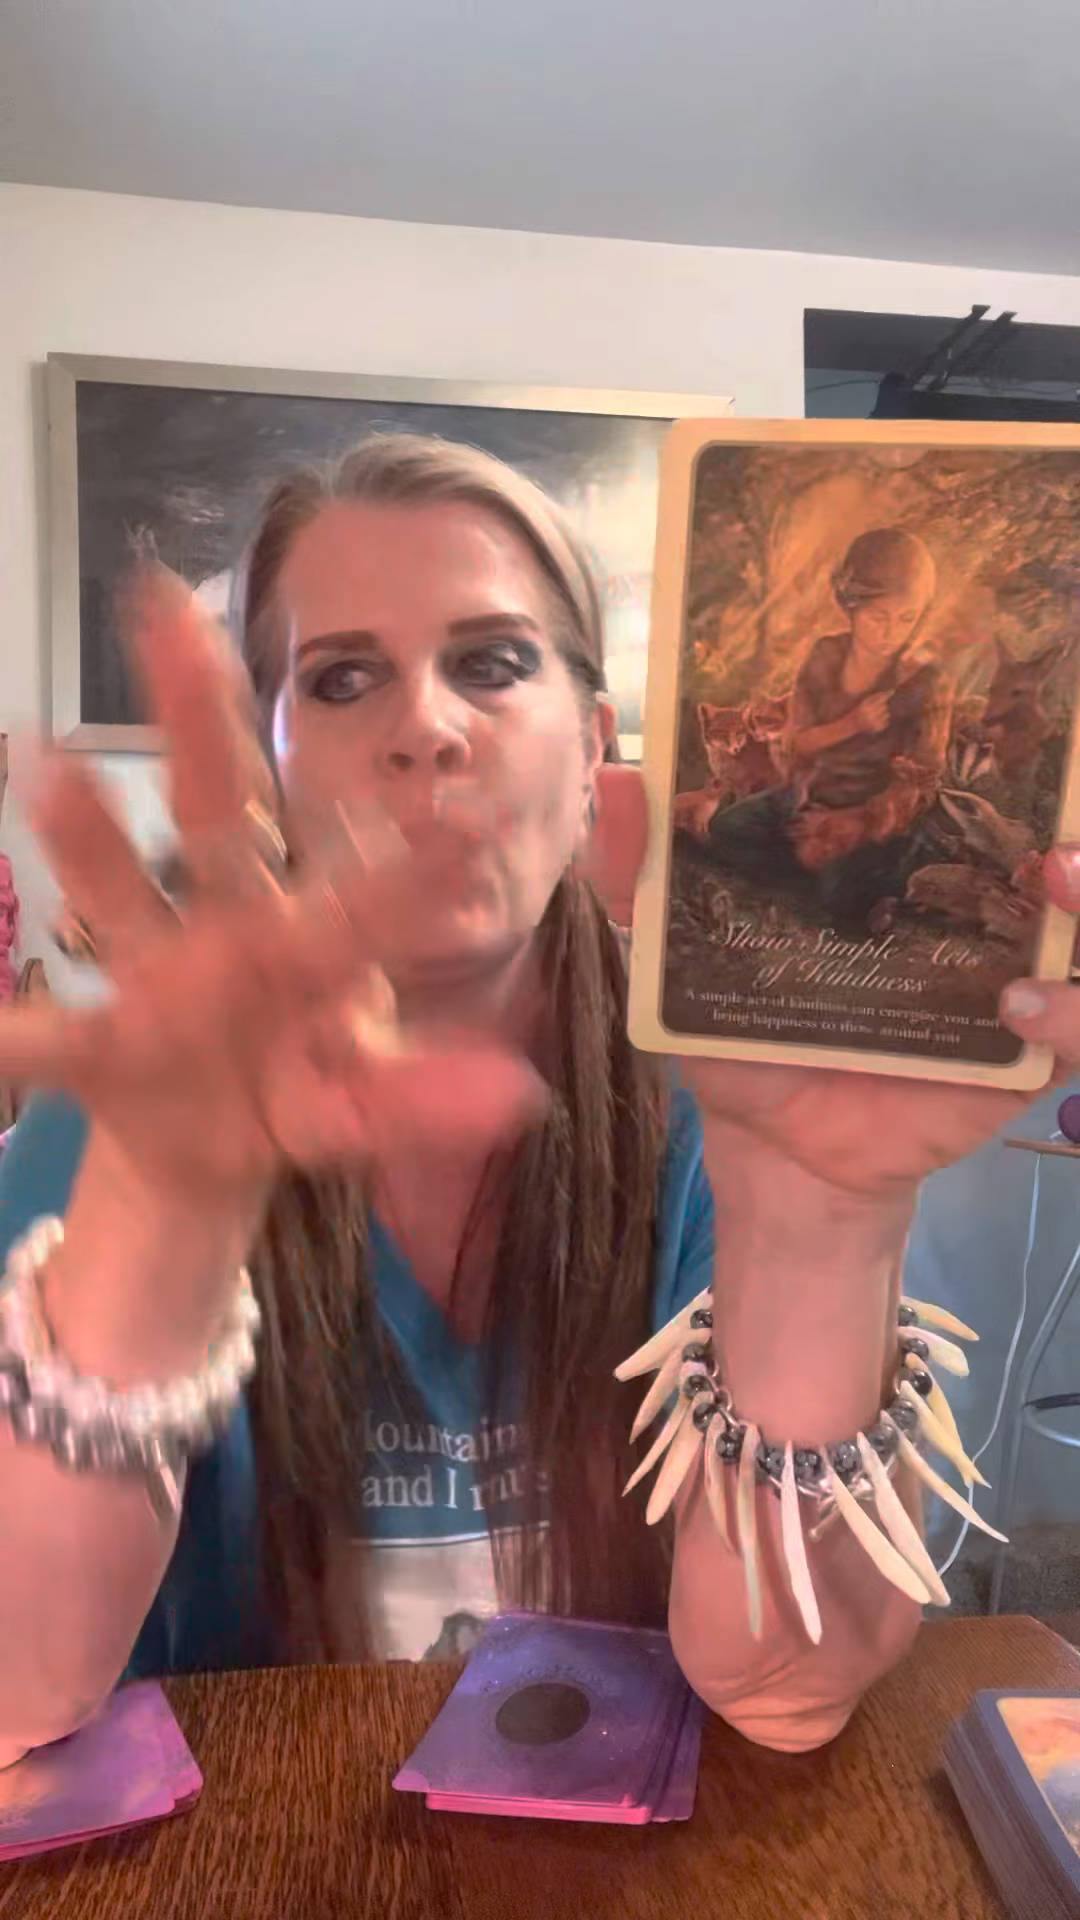 Show Simple Acts
of Kindness
A simple act of kindness can energize you and
bring happiness to those around you
and I